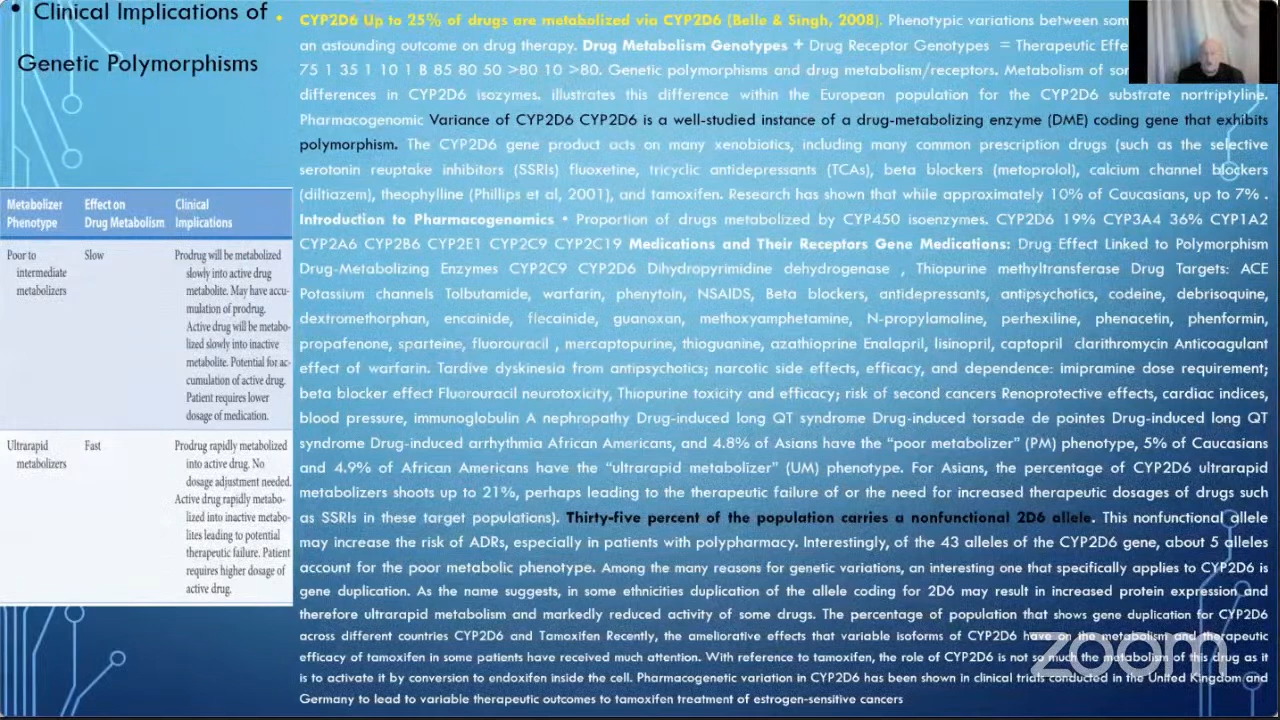 • Clinical Implications of
Genetic Polymorphisms
Metabolizer Phenotype
Effect on Drug Metabolism
Clinical Implications
Poor to
intermediate
metabolizers
Slow
Prodrug will be metabolized
slowly into active drug
metabolite. May have accu-
mulation of prodrug.
Active drug will be metabo-
lized slowly into inactive
metabolite. Potential for ac-
cumulation of active drug.
Patient requires lower
dosage of medication.
Ultrarapid
metabolizers
Fast
Prodrug rapidly metabolized
into active drug. No
dosage adjustment needed.
Active drug rapidly metabo-
lized into inactive metabo-
lites leading to potential
therapeutic failure. Patient
requires higher dosage of
active drug.
• CYP2D6 Up to 25% of drugs are metabolized via CYP2D6 (Belle & Singh, 2008). Phenotypic variations between
an astounding outcome on drug therapy. Drug Metabolism Genotypes + Drug Receptor Genotypes = Therapeutic
75 1 35 1 10 1 B 85 80 50 >80 10 >80. Genetic polymorphisms and drug metabolism/receptors. Metabolism of
differences in CYP2D6 isozymes. illustrates this difference within the European population for the CYP2D6 substrate nortriptyline.
Pharmacogenomic Variance of CYP2D6 CYP2D6 is a well-studied instance of a drug-metabolizing enzyme (DME) coding gene that exhibits
polymorphism. The CYP2D6 gene product acts on many xenobiotics, including many common prescription drugs (such as the selective
serotonin reuptake inhibitors (SSRIs) fluoxetine, tricyclic antidepressants (TCAs), beta blockers (metoprolol), calcium channel blockers
(diltiazem), theophylline (Phillips et al, 2001), and tamoxifen. Research has shown that while approximately 10% of Caucasians, up to 7% .
Introduction to Pharmacogenomics • Proportion of drugs metabolized by CYP450 isoenzymes. CYP2D6 19% CYP3A4 36% CYP1A2
CYP2A6 CYP2B6 CYP2E1 CYP2C9 CYP2C19 Medications and Their Receptors Gene Medications: Drug Effect Linked to Polymorphism
Drug-Metabolizing Enzymes CYP2C9 CYP2D6 Dihydropyrimidine dehydrogenase , Thiopurine methyltransferase Drug Targets: ACE
Potassium channels Tolbutamide, warfarin, phenytoin, NSAIDS, Beta blockers, antidepressants, antipsychotics, codeine, debrisoquine,
dextromethorphan, encainide, flecainide, guanoxan, methoxyamphetamine, N-propylamaline, perhexiline, phenacetin, phenformin,
propafenone, sparteine, fluorouracil , mercaptopurine, thioguanine, azathioprine Enalapril, lisinopril, captopril clarithromycin Anticoagulant
effect of warfarin. Tardive dyskinesia from antipsychotics; narcotic side effects, efficacy, and dependence: imipramine dose requirement;
beta blocker effect Fluorouracil neurotoxicity, Thiopurine toxicity and efficacy; risk of second cancers Renoprotective effects, cardiac indices,
blood pressure, immunoglobulin A nephropathy Drug-induced long QT syndrome Drug-induced torsade de pointes Drug-induced long QT
syndrome Drug-induced arrhythmia African Americans, and 4.8% of Asians have the “poor metabolizer” (PM) phenotype, 5% of Caucasians
and 4.9% of African Americans have the “ultrarapid metabolizer” (UM) phenotype. For Asians, the percentage of CYP2D6 ultrarapid
metabolizers shoots up to 21%, perhaps leading to the therapeutic failure of or the need for increased therapeutic dosages of drugs such
as SSRIs in these target populations). Thirty-five percent of the population carries a nonfunctional 2D6 allele. This nonfunctional allele
may increase the risk of ADRs, especially in patients with polypharmacy. Interestingly, of the 43 alleles of the CYP2D6 gene, about 5 alleles
account for the poor metabolic phenotype. Among the many reasons for genetic variations, an interesting one that specifically applies to CYP2D6 is
gene duplication. As the name suggests, in some ethnicities duplication of the allele coding for 2D6 may result in increased protein expression and
therefore ultrarapid metabolism and markedly reduced activity of some drugs. The percentage of population that shows gene duplication for CYP2D6
across different countries CYP2D6 and Tamoxifen Recently, the ameliorative effects that variable isoforms of CYP2D6 have on the metabolism and therapeutic
efficacy of tamoxifen in some patients have received much attention. With reference to tamoxifen, the role of CYP2D6 is not so much the metabolism of this drug as it
is to activate it by conversion to endoxifen inside the cell. Pharmacogenetic variation in CYP2D6 has been shown in clinical trials conducted in the United Kingdom and
Germany to lead to variable therapeutic outcomes to tamoxifen treatment of estrogen-sensitive cancers
zoom